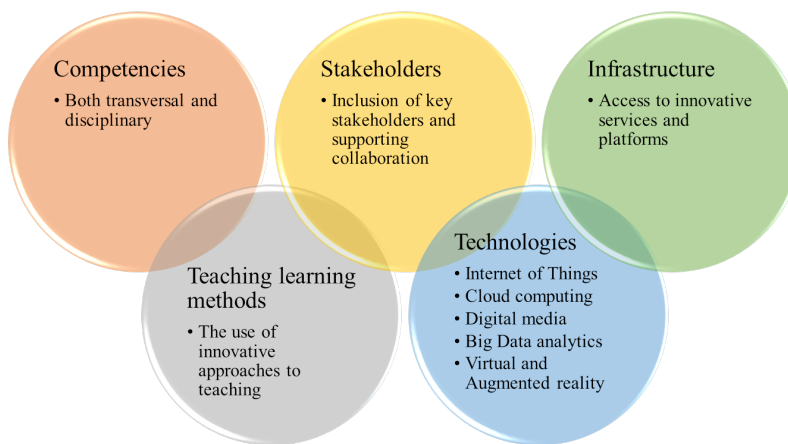 Competencies
• Both transversal and
disciplinary
Stakeholders
• Inclusion of key
stakeholders and
supporting
collaboration
Infrastructure
• Access to innovative
services and
platforms
Teaching learning
methods
• The use of
innovative
approaches to
teaching
Technologies
• Internet of Things
• Cloud computing
• Digital media
• Big Data analytics
• Virtual and
Augmented reality